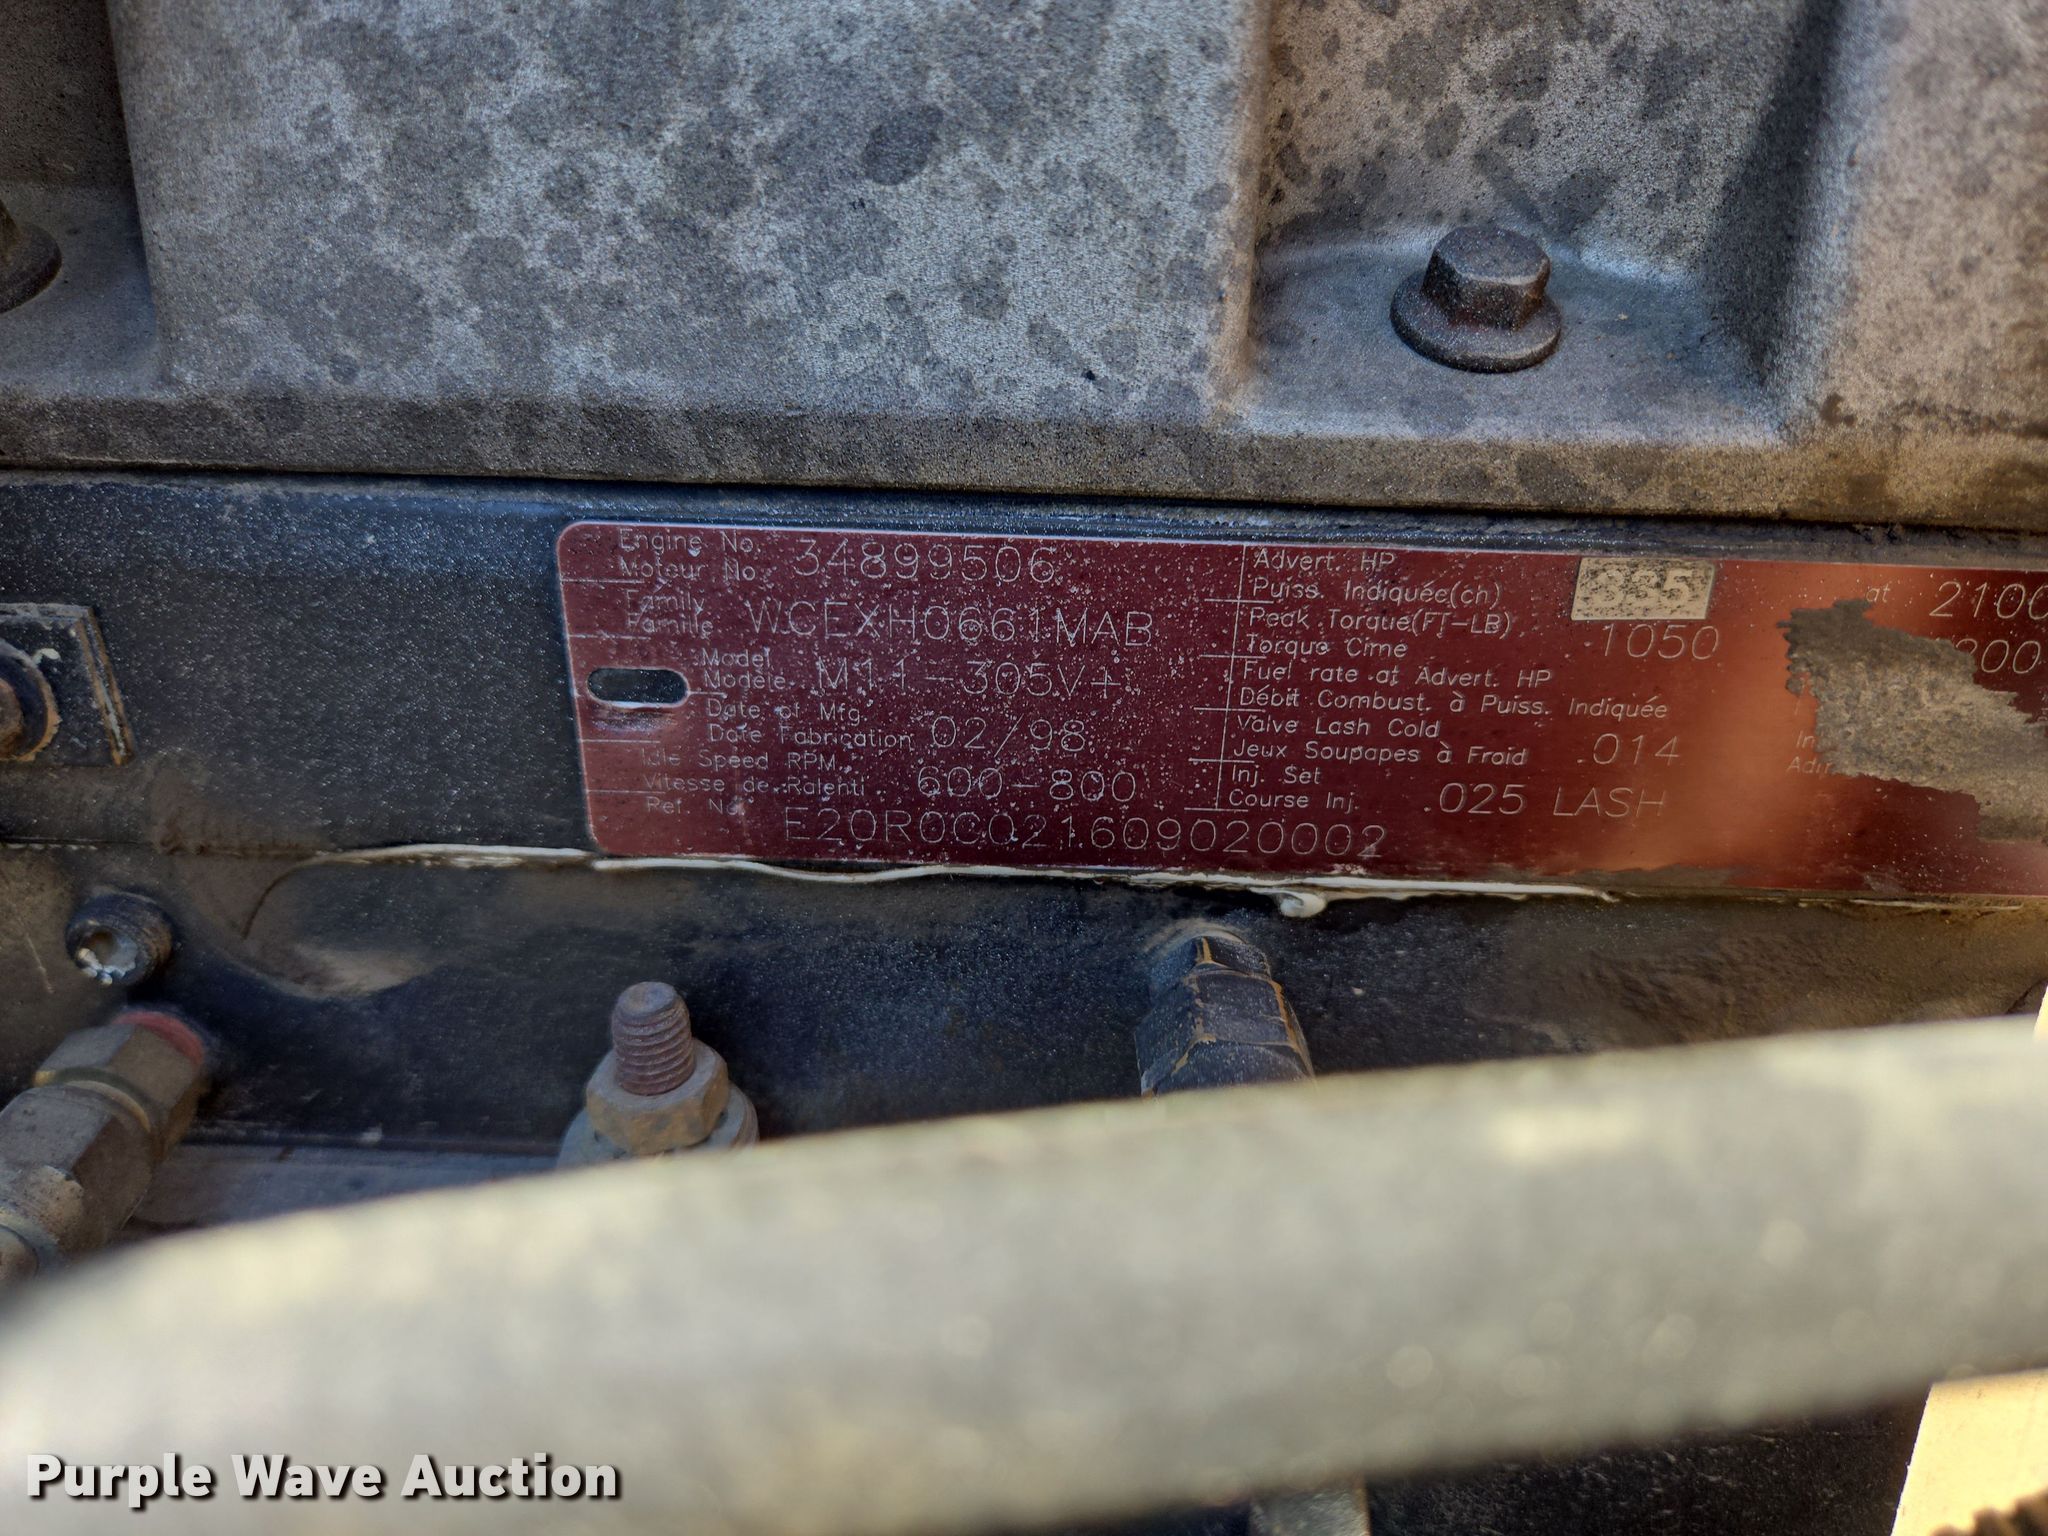 Engine No. 34899506
Moteur No.
Family WCEXH0661MAB
Famille
Model M11-305V+
Modèle
Date of Mfg. 02/98
Date Fabrication
Idle Speed RPM 600-800
Vitesse de Ralenti
Ref. No. E20R0C021609020002
Advert. HP 335 at 2100
Puiss. Indiquée(ch)
Peak Torque(FT-LB) 1050
Torque Cime
Fuel rate at Advert. HP
Débit Combust. à Puiss. Indiquée
Valve Lash Cold .014
Jeux Soupapes à Froid
Inj. Set .025 LASH
Course Inj.
Purple Wave Auction